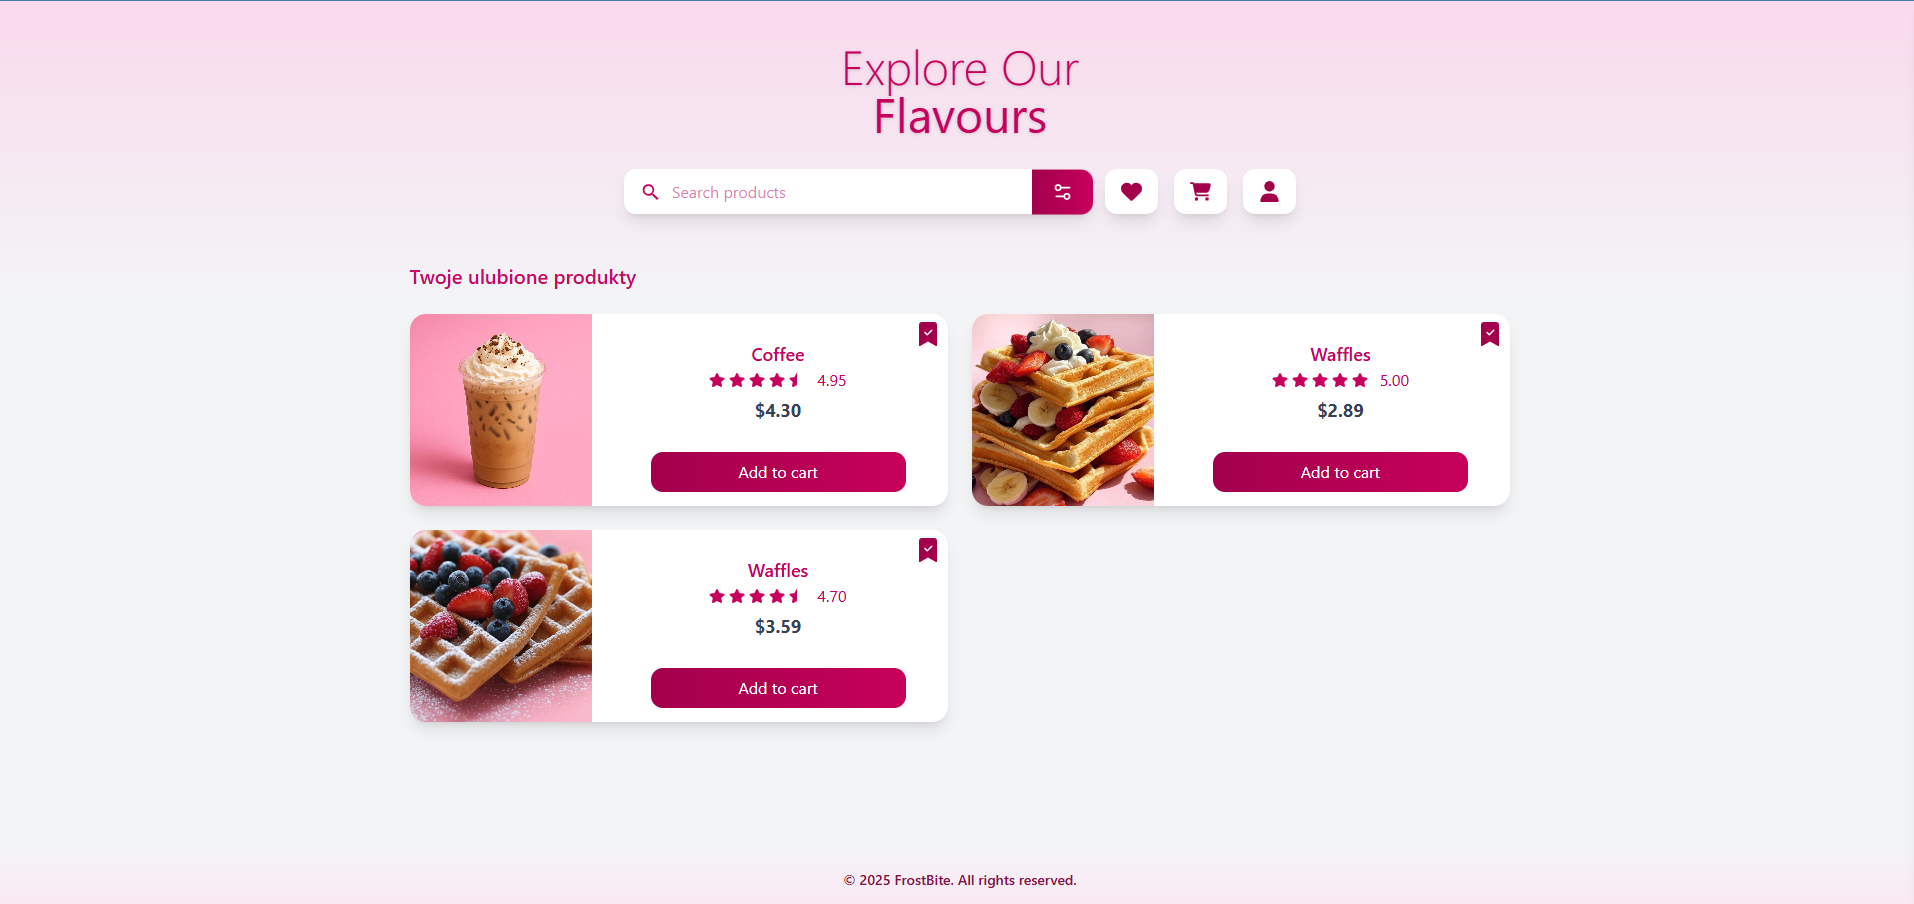 Explore Our
Flavours
Search products
Twoje ulubione produkty
Coffee
4.95
$4.30
Add to cart
Waffles
5.00
$2.89
Add to cart
Waffles
4.70
$3.59
Add to cart
© 2025 FrostBite. All rights reserved.